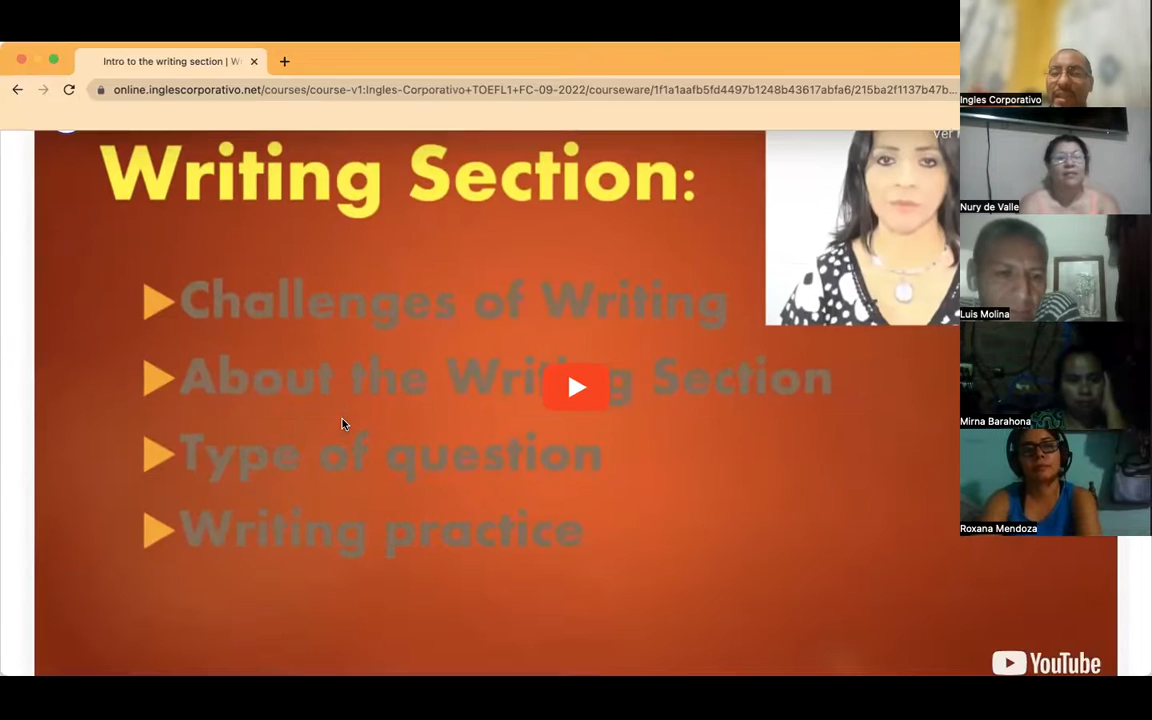 Intro to the writing section | W
online.inglescorporativo.net/courses/course-v1:Ingles-Corporativo+TOEFL1+FC-09-2022/courseware/1f1a1aafb5fd4497b1248b43617abfa6/215ba2f1137b47b...
Writing Section:
Ver
Challenges of Writing
About the Writing Section
Type of question
Writing practice
YouTube
Ingles Corporativo
Nury de Valle
Luis Molina
Mirna Barahona
Roxana Mendoza